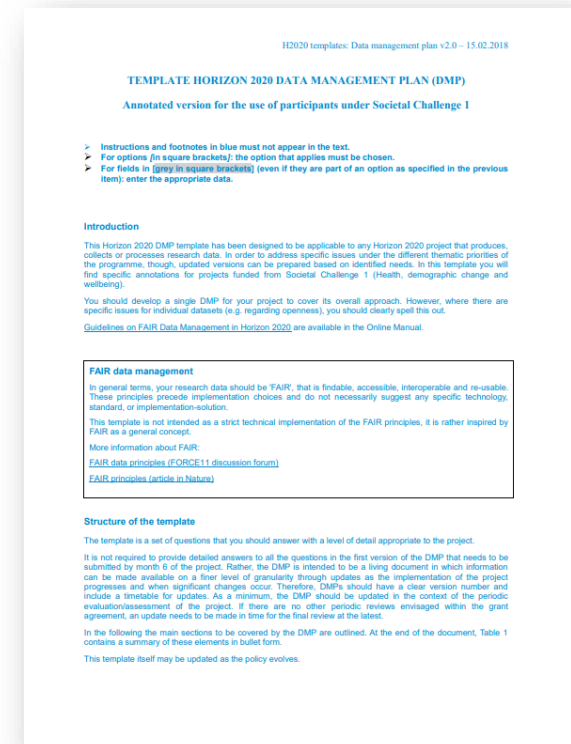 H2020 templates: Data management plan v2.0 – 15.02.2018
TEMPLATE HORIZON 2020 DATA MANAGEMENT PLAN (DMP)
Annotated version for the use of participants under Societal Challenge 1
➢ Instructions and footnotes in blue must not appear in the text.
➢ For options [in square brackets]: the option that applies must be chosen.
➢ For fields in [grey in square brackets] (even if they are part of an option as specified in the previous
item): enter the appropriate data.
Introduction
This Horizon 2020 DMP template has been designed to be applicable to any Horizon 2020 project that produces,
collects or processes research data. In order to address specific issues under the different thematic priorities of
the programme, though, updated versions can be prepared based on identified needs. In this template you will
find specific annotations for projects funded from Societal Challenge 1 (Health, demographic change and
wellbeing).
You should develop a single DMP for your project to cover its overall approach. However, where there are
specific issues for individual datasets (e.g. regarding openness), you should clearly spell this out.
Guidelines on FAIR Data Management in Horizon 2020 are available in the Online Manual.
FAIR data management
In general terms, your research data should be 'FAIR', that is findable, accessible, interoperable and re-usable.
These principles precede implementation choices and do not necessarily suggest any specific technology,
standard, or implementation-solution.
This template is not intended as a strict technical implementation of the FAIR principles, it is rather inspired by
FAIR as a general concept.
More information about FAIR:
FAIR data principles (FORCE11 discussion forum)
FAIR principles (article in Nature)
Structure of the template
The template is a set of questions that you should answer with a level of detail appropriate to the project.
It is not required to provide detailed answers to all the questions in the first version of the DMP that needs to be
submitted by month 6 of the project. Rather, the DMP is intended to be a living document in which information
can be made available on a finer level of granularity through updates as the implementation of the project
progresses and when significant changes occur. Therefore, DMPs should have a clear version number and
include a timetable for updates. As a minimum, the DMP should be updated in the context of the periodic
evaluation/assessment of the project. If there are no other periodic reviews envisaged within the grant
agreement, an update needs to be made in time for the final review at the latest.
In the following the main sections to be covered by the DMP are outlined. At the end of the document, Table 1
contains a summary of these elements in bullet form.
This template itself may be updated as the policy evolves.